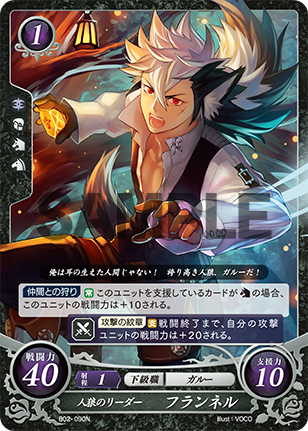 1
SAMPLE
俺は耳の生えた人間じゃない! 誇り高き人狼、ガルーだ!
仲間との狩り このユニットを支援しているカードが の場合、
このユニットの戦闘力は+10される。
攻撃の紋章 戦闘終了まで、自分の攻撃
ユニットの戦闘力は+20される。
戦闘力
40
射程 1 下級職 ガルー
支援力
10
人狼のリーダー フランネル
B02-090N
Illust:VOCO